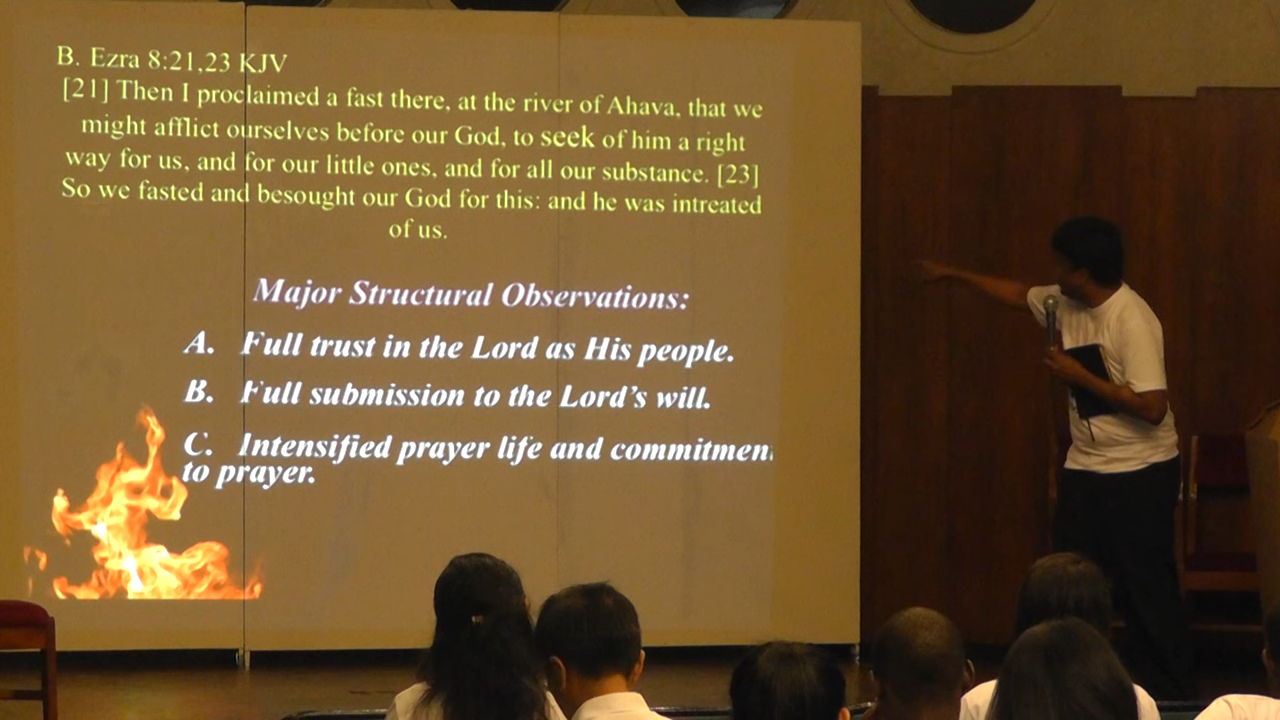 B. Ezra 8:21,23 KJV
[21] Then I proclaimed a fast there, at the river of Ahava, that we
might afflict ourselves before our God, to seek of him a right
way for us, and for our little ones, and for all our substance. [23]
So we fasted and besought our God for this: and he was intreated
of us.
Major Structural Observations:
A. Full trust in the Lord as His people.
B. Full submission to the Lord's will.
C. Intensified prayer life and commitment
to prayer.